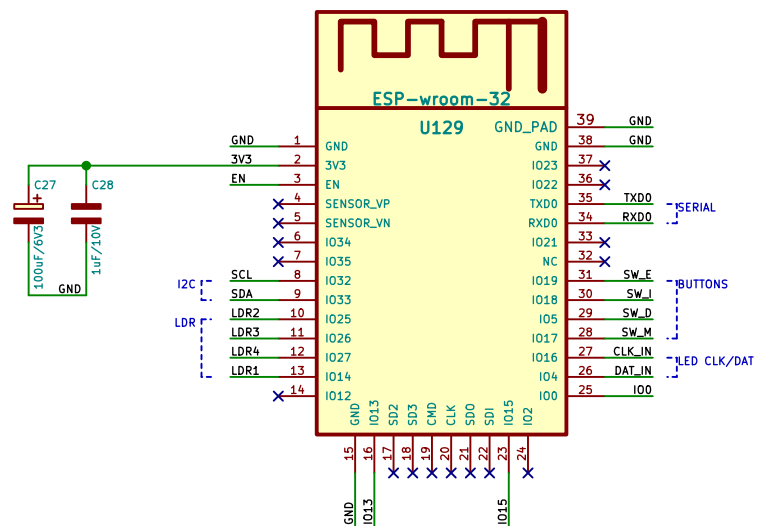 ESP-wroom-32
U129
GND 1 GND
3V3 2 3V3
EN 3 EN
4 SENSOR_VP
5 SENSOR_VN
6 IO34
7 IO35
I2C
SCL 8 IO32
SDA 9 IO33
LDR
LDR2 10 IO25
LDR3 11 IO26
LDR4 12 IO27
LDR1 13 IO14
14 IO12
GND_PAD 39 GND
GND 38 GND
IO23 37
IO22 36
TXD0 35 TXD0
RXD0 34 RXD0
SERIAL
IO21 33
NC 32
IO19 31 SW_E
IO18 30 SW_I
IO5 29 SW_D
IO17 28 SW_M
BUTTONS
IO16 27 CLK_IN
IO4 26 DAT_IN
LED CLK/DAT
IO0 25 IO0
GND 15 GND
IO13 16 IO13
SD2 17
SD3 18
CMD 19
CLK 20
SD0 21
SDI 22
IO15 23 IO15
IO2 24
C27
+
100uF/6V3
C28
1uF/10V
GND